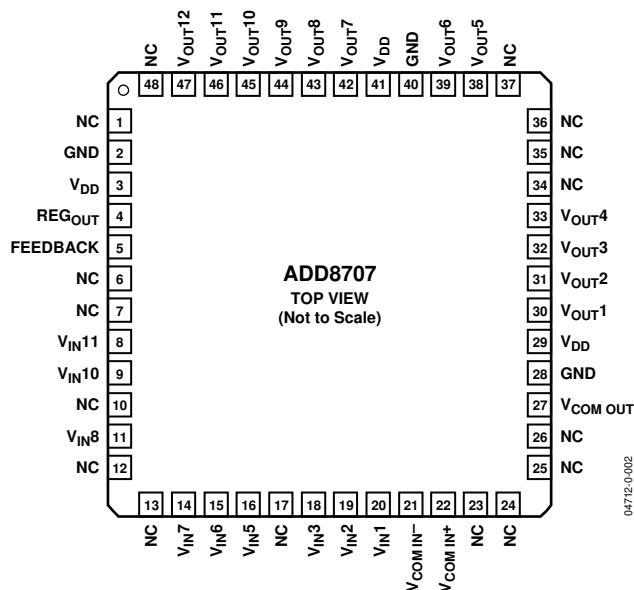 NC VOUT12 VOUT11 VOUT10 VOUT9 VOUT8 VOUT7 VDD GND VOUT6 VOUT5 NC
48 47 46 45 44 43 42 41 40 39 38 37
NC 1
GND 2
VDD 3
REGOUT 4
FEEDBACK 5
NC 6
NC 7
VIN11 8
VIN10 9
NC 10
VIN8 11
NC 12
ADD8707
TOP VIEW
(Not to Scale)
36 NC
35 NC
34 NC
33 VOUT4
32 VOUT3
31 VOUT2
30 VOUT1
29 VDD
28 GND
27 VCOM OUT
26 NC
25 NC
13 14 15 16 17 18 19 20 21 22 23 24
NC VIN7 VIN6 VIN5 NC VIN3 VIN2 VIN1 VCOM IN– VCOM IN+ NC NC
04712-0-002